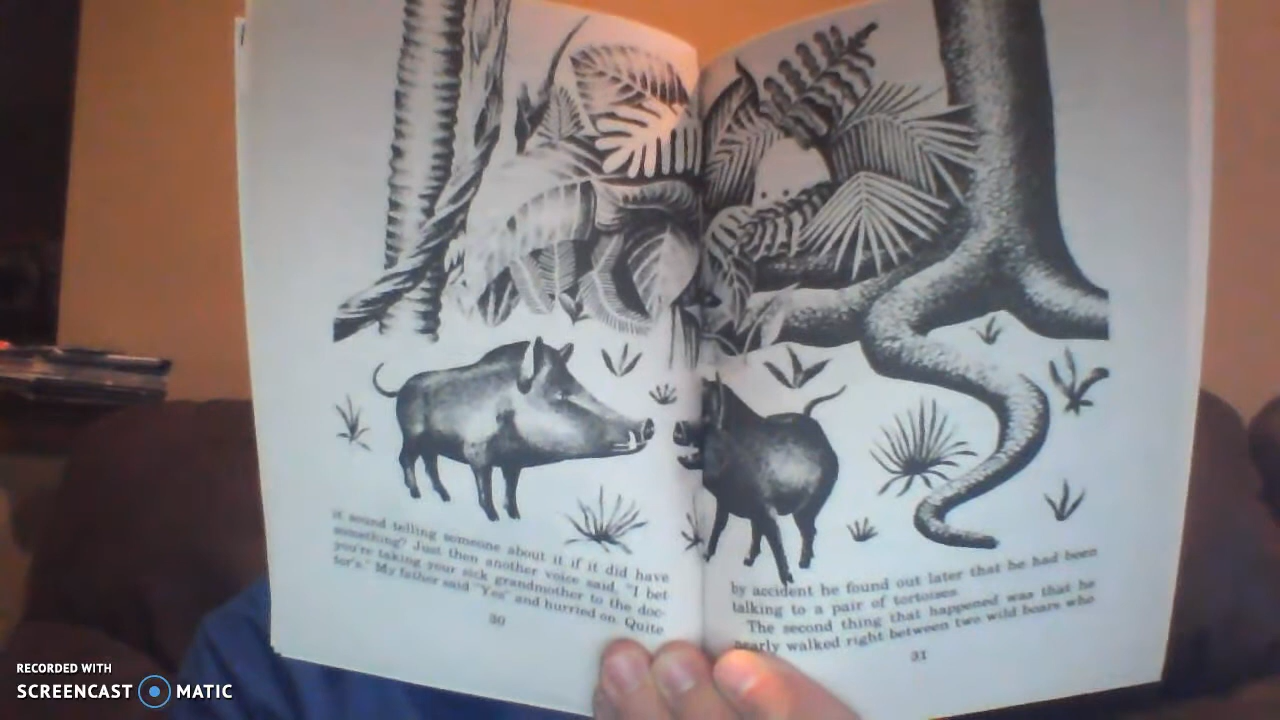 it sound telling someone about it if it did have
something? Just then another voice said, "I bet
you're taking your sick grandmother to the doc-
tor's." My father said "Yes" and hurried on. Quite
30
by accident he found out later that he had been
talking to a pair of tortoises.
The second thing that happened was that he
nearly walked right between two wild boars who
31
RECORDED WITH
SCREENCAST MATIC